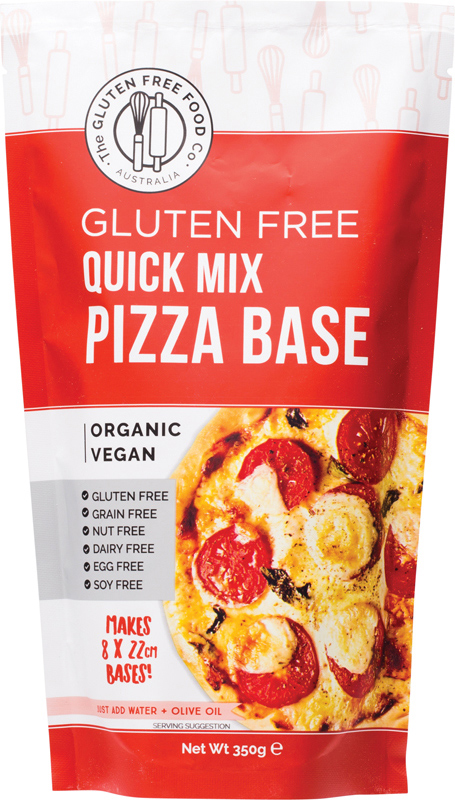 The GLUTEN FREE FOOD Co.
AUSTRALIA
GLUTEN FREE
QUICK MIX
PIZZA BASE
ORGANIC
VEGAN
GLUTEN FREE
GRAIN FREE
NUT FREE
DAIRY FREE
EGG FREE
SOY FREE
MAKES
8 X 22CM
BASES!
JUST ADD WATER + OLIVE OIL
SERVING SUGGESTION
Net Wt 350g ℮